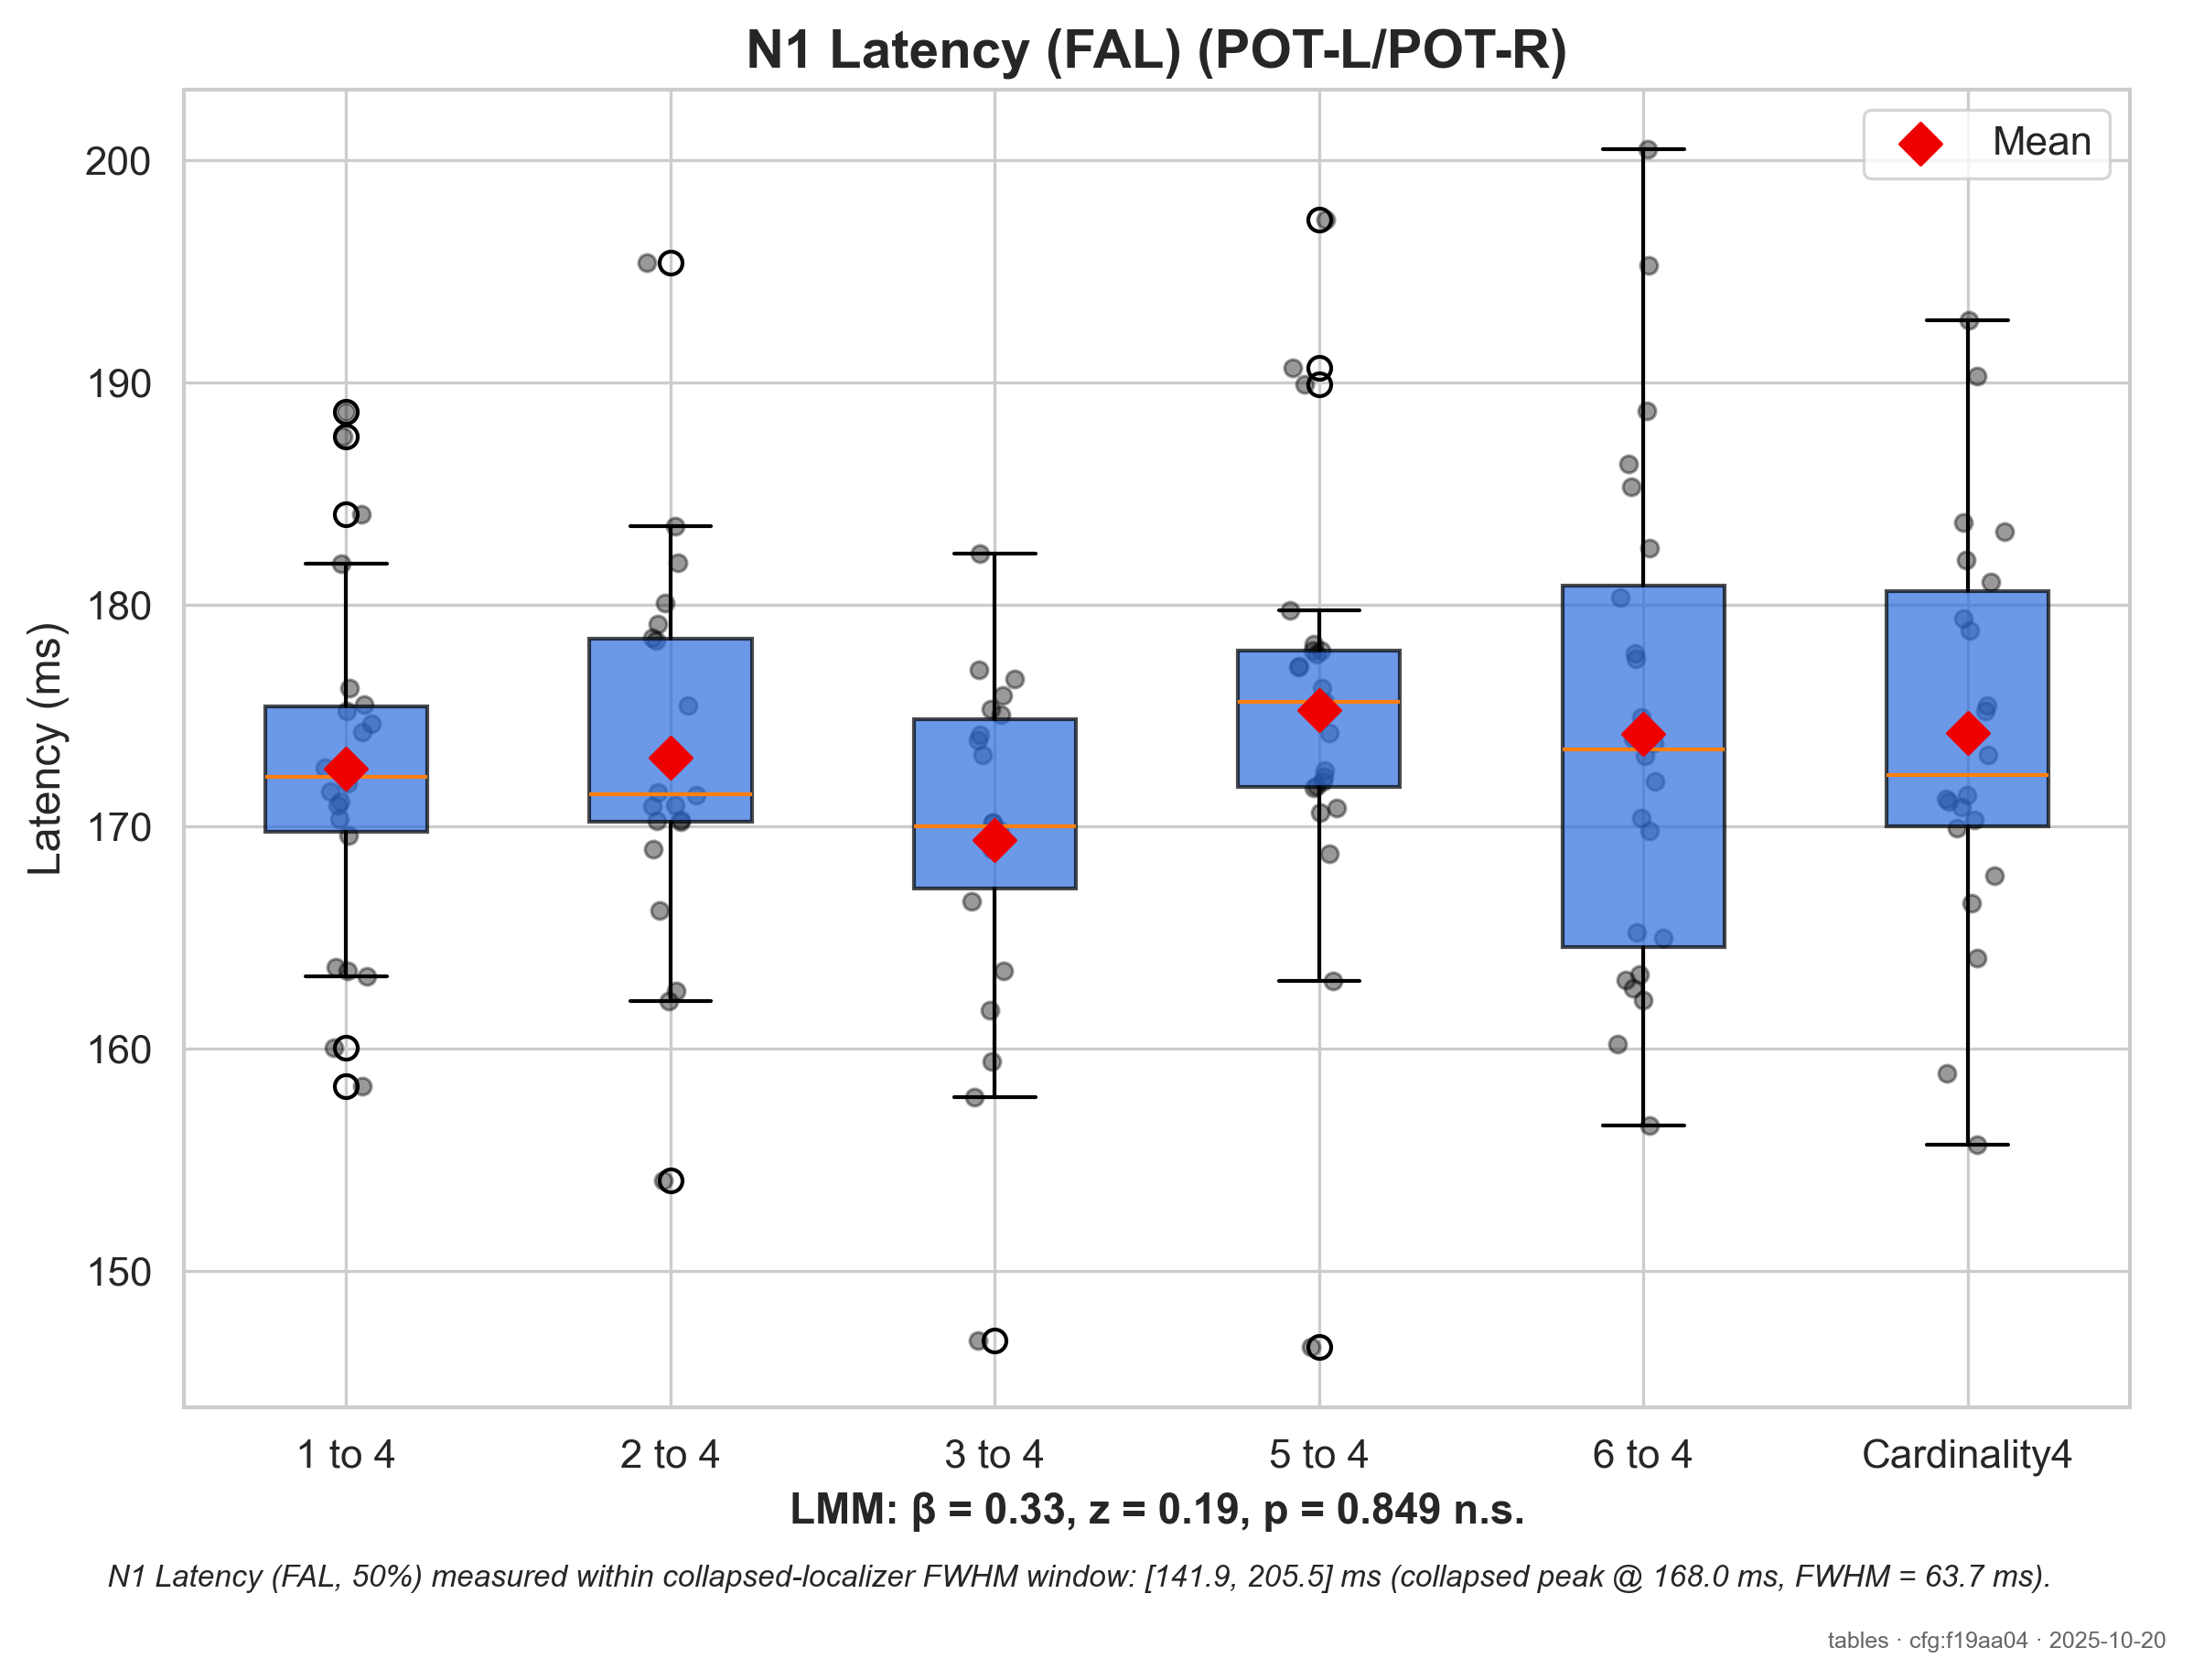 N1 Latency (FAL) (POT-L/POT-R)
Mean
Latency (ms)
200
190
180
170
160
150
1 to 4
2 to 4
3 to 4
5 to 4
6 to 4
Cardinality4
LMM: β = 0.33, z = 0.19, p = 0.849 n.s.
N1 Latency (FAL, 50%) measured within collapsed-localizer FWHM window: [141.9, 205.5] ms (collapsed peak @ 168.0 ms, FWHM = 63.7 ms).
tables · cfg:f19aa04 · 2025-10-20